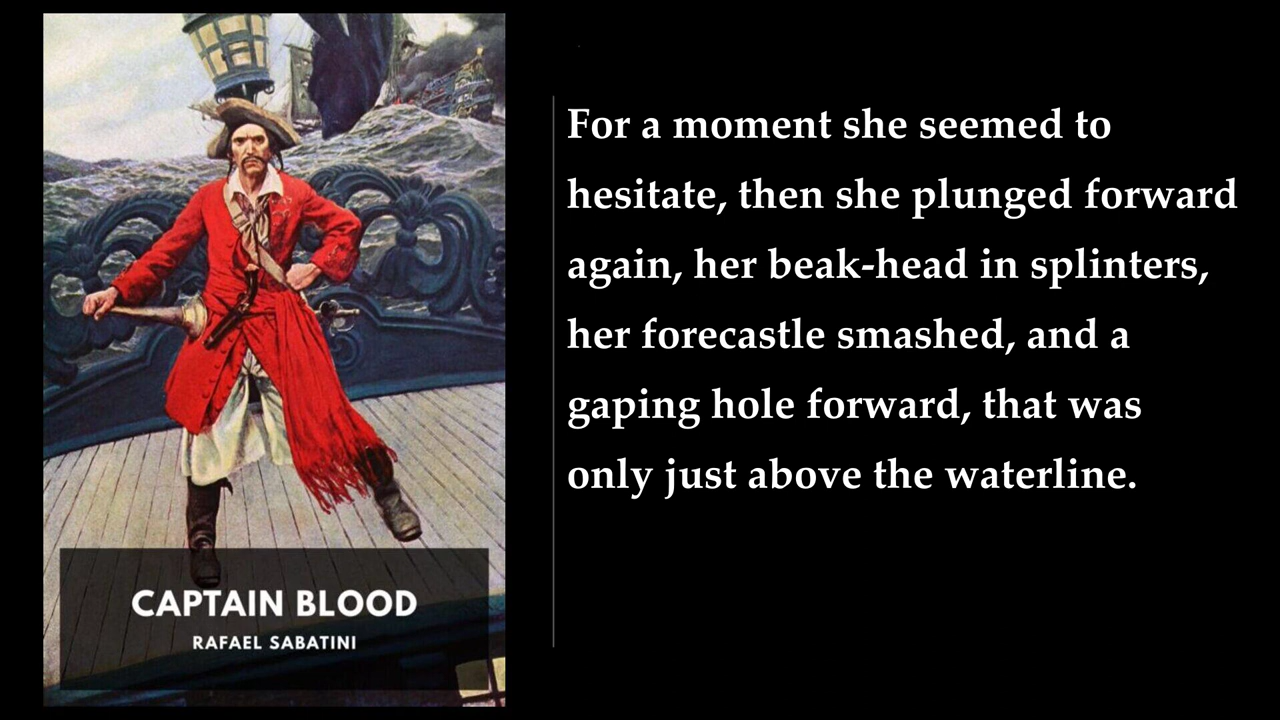 CAPTAIN BLOOD
RAFAEL SABATINI
For a moment she seemed to
hesitate, then she plunged forward
again, her beak-head in splinters,
her forecastle smashed, and a
gaping hole forward, that was
only just above the waterline.